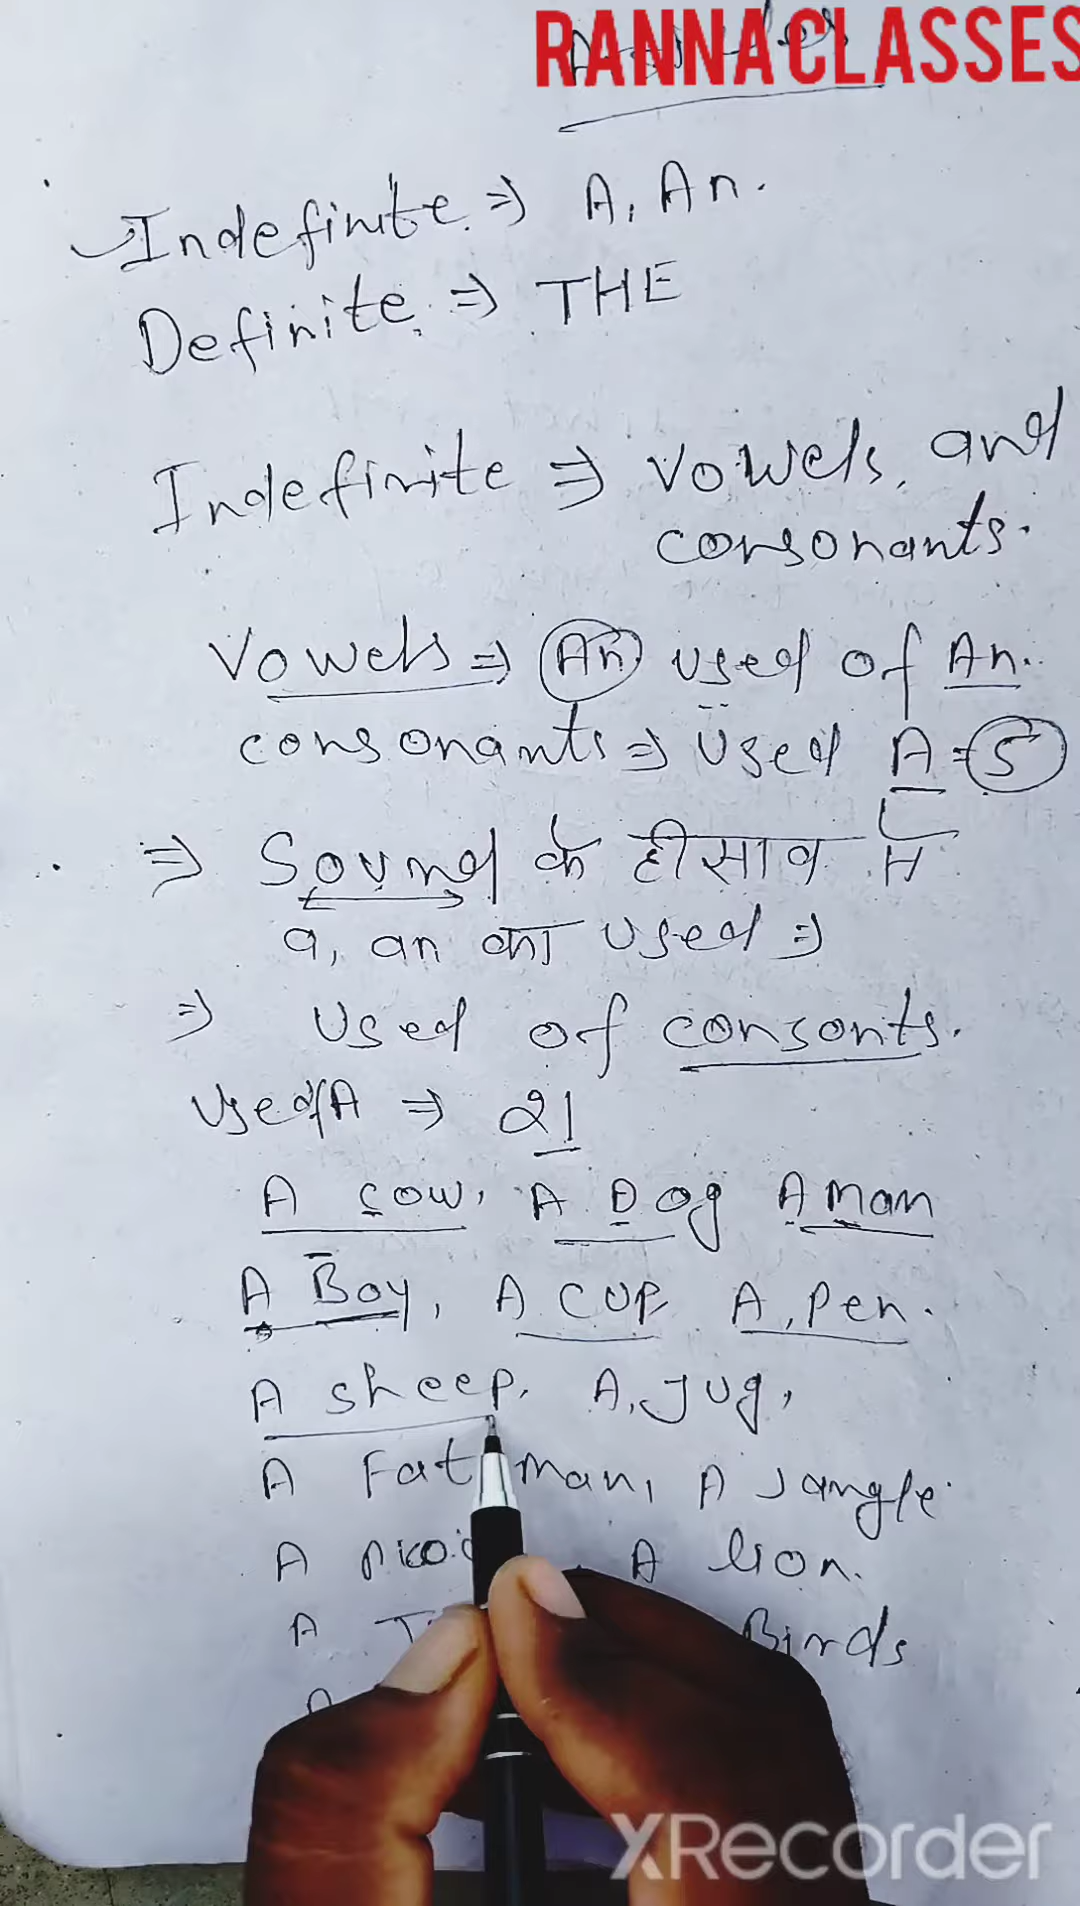 RANNA CLASSES
Indefinite ⇒ A, An.
Definite ⇒ THE
Indefinite ⇒ Vowels, and
consonants.
Vowels ⇒ An used of An.
consonants ⇒ used A = 5
⇒ Sound के हीसाव से
a, an का used ⇒
⇒ Used of consonts.
Used A ⇒ 21
A cow, A Dog A man
A Boy, A cup, A, pen.
A sheep, A, Jug,
A Fat man, A Jangle.
A A lion.
A Birds